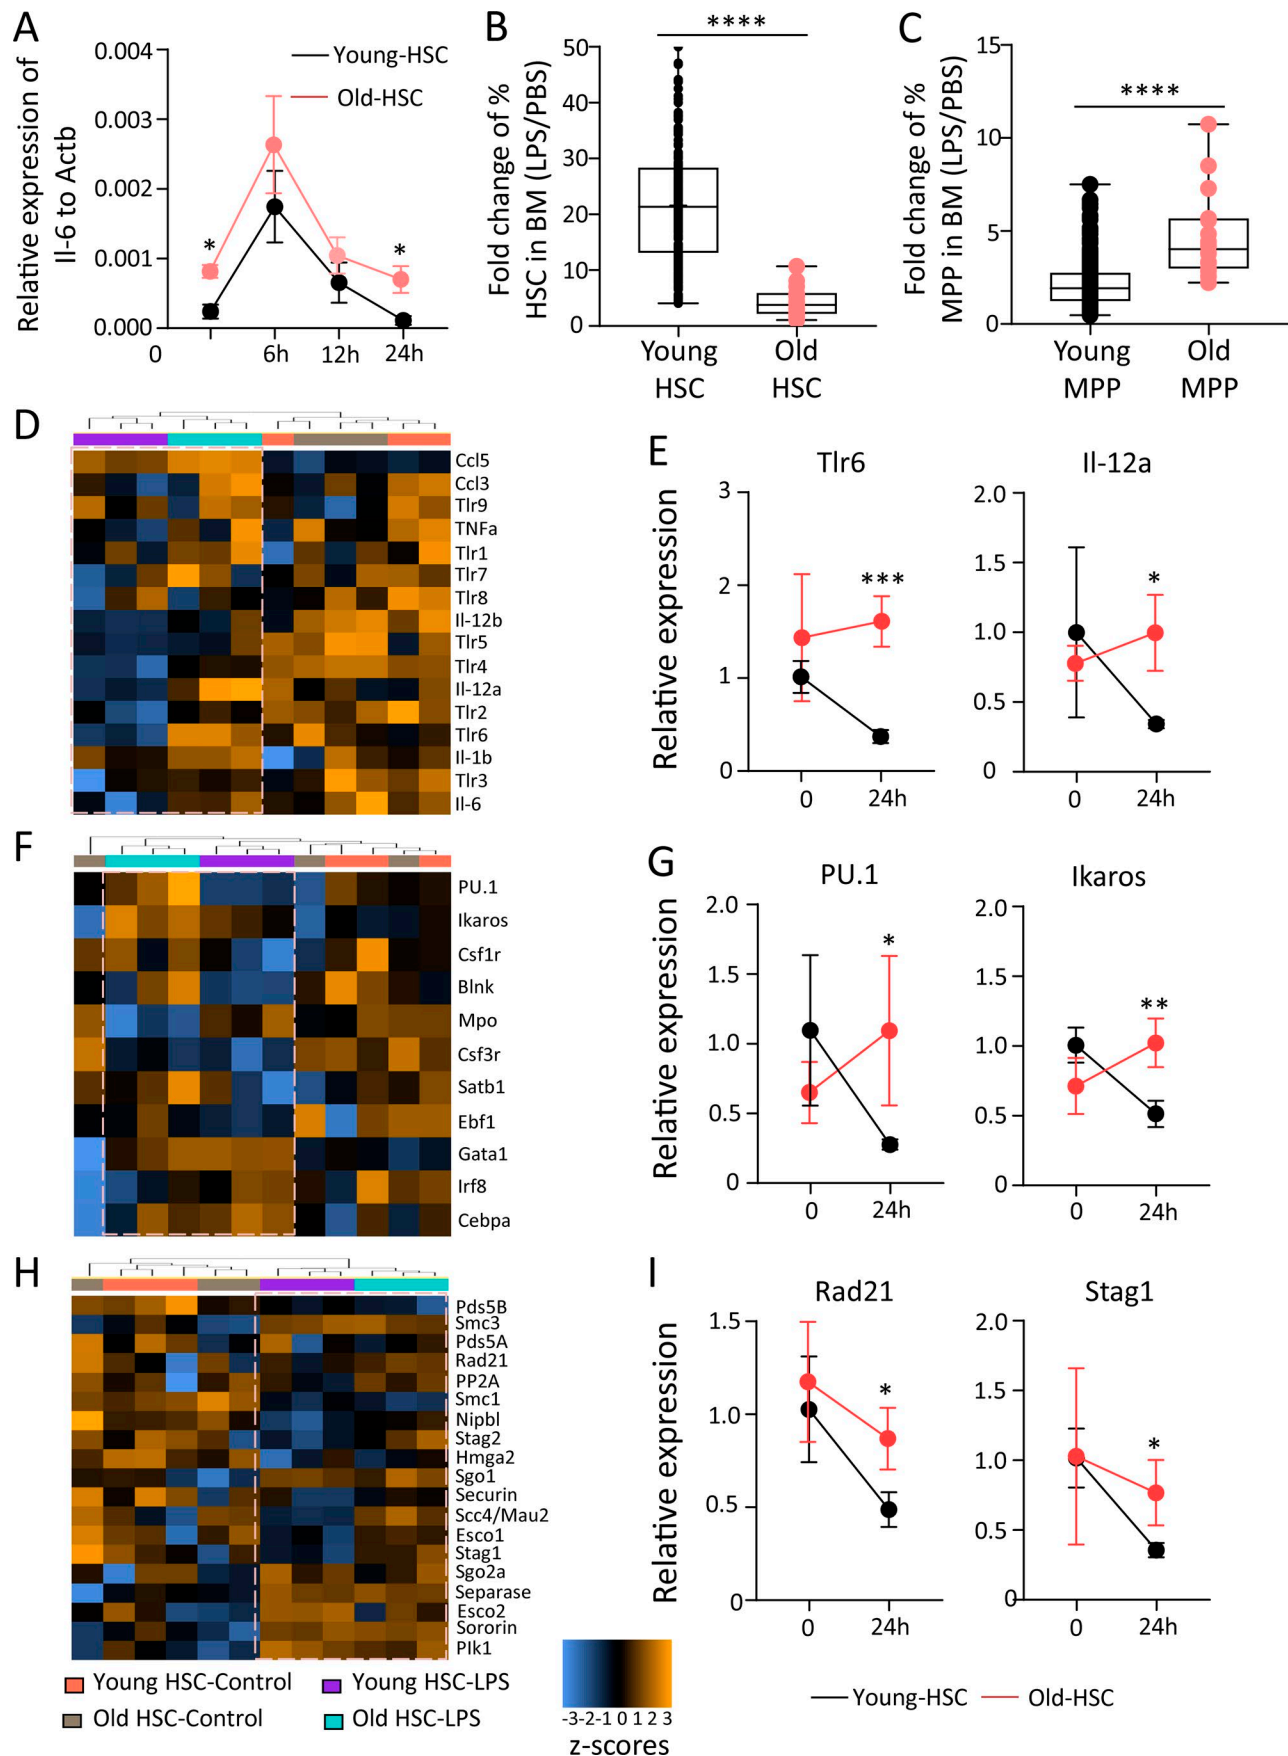 A
Relative expression of
Il-6 to Actb
0.004
0.003
0.002
0.001
0.000
0 6h 12h 24h
Young-HSC
Old-HSC
*
*
B
Fold change of %
HSC in BM (LPS/PBS)
50
40
30
20
10
0
****
Young
HSC
Old
HSC
C
Fold change of %
MPP in BM (LPS/PBS)
15
10
5
0
****
Young
MPP
Old
MPP
D
Ccl5
Ccl3
Tlr9
TNFa
Tlr1
Tlr7
Tlr8
Il-12b
Tlr5
Tlr4
Il-12a
Tlr2
Tlr6
Il-1b
Tlr3
Il-6
E
Relative expression
Tlr6
3
2
1
0
***
0 24h
Il-12a
2.0
1.5
1.0
0.5
0
*
0 24h
F
PU.1
Ikaros
Csf1r
Blnk
Mpo
Csf3r
Satb1
Ebf1
Gata1
Irf8
Cebpa
G
Relative expression
PU.1
2.0
1.5
1.0
0.5
0
*
0 24h
Ikaros
2.0
1.5
1.0
0.5
0
**
0 24h
H
Pds5B
Smc3
Pds5A
Rad21
PP2A
Smc1
Nipbl
Stag2
Hmga2
Sgo1
Securin
Scc4/Mau2
Esco1
Stag1
Sgo2a
Separase
Esco2
Sororin
Plk1
I
Relative expression
Rad21
1.5
1.0
0.5
0
*
0 24h
Stag1
2.0
1.5
1.0
0.5
0
*
0 24h
Young HSC-Control
Young HSC-LPS
Old HSC-Control
Old HSC-LPS
-3-2-1 0 1 2 3
z-scores
Young-HSC
Old-HSC